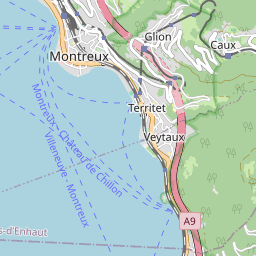 Glion
Caux
Montreux
Territet
Veytaux
Montreux - Château de Chillon
Villeneuve - Montreux
A9
s-d'Enhaut